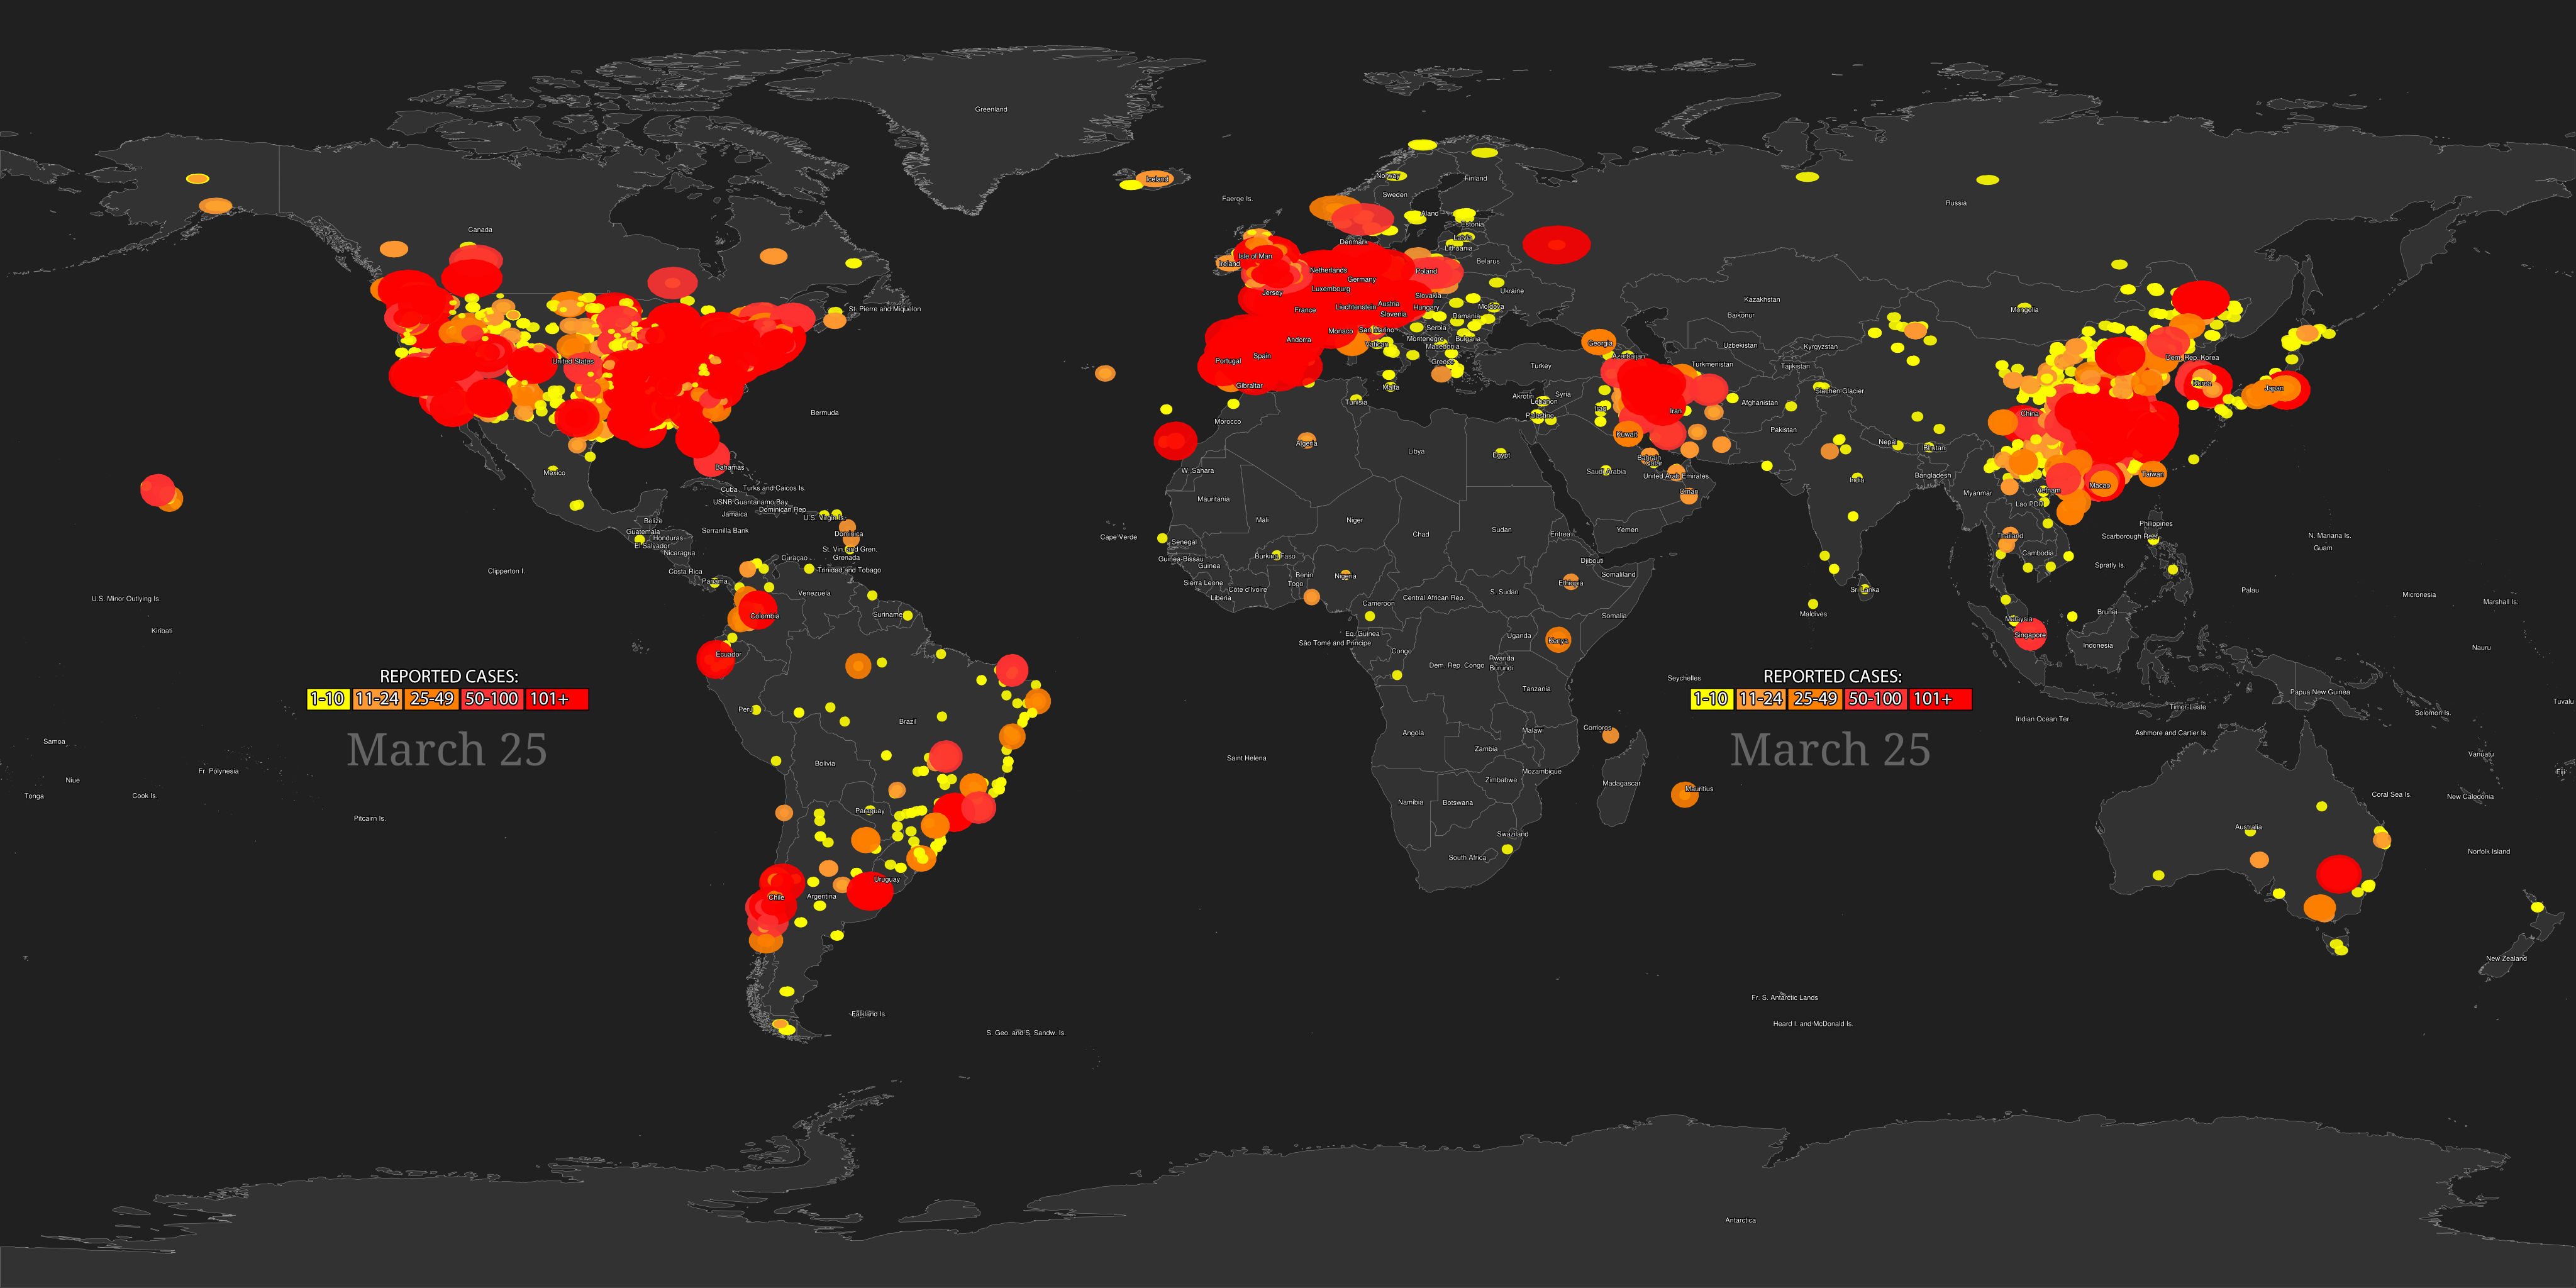 Greenland
Iceland
Faeroe Is.
Norway
Sweden
Finland
Aland
Estonia
Latvia
Lithuania
Denmark
Belarus
Russia
Canada
St. Pierre and Miquelon
United States
Bermuda
Mexico
Bahamas
Cuba
Turks and Caicos Is.
USNB Guantanamo Bay
Dominican Rep.
Jamaica
U.S. Virgin Is.
Belize
Guatemala
Honduras
El Salvador
Nicaragua
Serranilla Bank
Dominica
St. Vin. and Gren.
Grenada
Curaçao
Trinidad and Tobago
Costa Rica
Panama
Clipperton I.
Venezuela
Colombia
Suriname
Ecuador
Peru
Brazil
Bolivia
Paraguay
Uruguay
Argentina
Chile
Falkland Is.
S. Geo. and S. Sandw. Is.
U.S. Minor Outlying Is.
Kiribati
Samoa
Niue
Tonga
Cook Is.
Fr. Polynesia
Pitcairn Is.
REPORTED CASES:
1-10 11-24 25-49 50-100 101+
March 25
Isle of Man
Ireland
Netherlands
Germany
Poland
Luxembourg
Jersey
France
Liechtenstein
Austria
Slovenia
Slovakia
Hungary
Ukraine
Moldova
Romania
Serbia
Monaco
San Marino
Montenegro
Bulgaria
Macedonia
Vatican
Andorra
Spain
Portugal
Gibraltar
Greece
Malta
Turkey
Georgia
Azerbaijan
Kazakhstan
Baikonur
Uzbekistan
Kyrgyzstan
Turkmenistan
Tajikistan
Siachen Glacier
Afghanistan
Pakistan
Mongolia
Dem. Rep. Korea
Korea
Japan
China
Taiwan
Macao
Akrotiri
Syria
Lebanon
Palestine
Iraq
Iran
Kuwait
Bahrain
Qatar
United Arab Emirates
Saudi Arabia
Oman
Yemen
Tunisia
Morocco
Algeria
Libya
Egypt
W. Sahara
Mauritania
Mali
Niger
Chad
Sudan
Eritrea
Cape Verde
Senegal
Guinea-Bissau
Guinea
Sierra Leone
Liberia
Côte d'Ivoire
Burkina Faso
Benin
Togo
Nigeria
Cameroon
Central African Rep.
S. Sudan
Ethiopia
Djibouti
Somaliland
Somalia
Eq. Guinea
São Tomé and Principe
Congo
Dem. Rep. Congo
Uganda
Kenya
Rwanda
Burundi
Tanzania
Seychelles
Angola
Zambia
Malawi
Comoros
Mozambique
Zimbabwe
Madagascar
Mauritius
Namibia
Botswana
Swaziland
South Africa
Saint Helena
Nepal
Bhutan
India
Bangladesh
Myanmar
Lao PDR
Vietnam
Thailand
Cambodia
Sri Lanka
Maldives
Philippines
Scarborough Reef
Spratly Is.
N. Mariana Is.
Guam
Palau
Micronesia
Marshall Is.
Malaysia
Brunei
Singapore
Indonesia
Nauru
Papua New Guinea
Solomon Is.
Tuvalu
Timor-Leste
Indian Ocean Ter.
Ashmore and Cartier Is.
REPORTED CASES:
1-10 11-24 25-49 50-100 101+
March 25
Vanuatu
Fiji
Coral Sea Is.
New Caledonia
Australia
Norfolk Island
New Zealand
Fr. S. Antarctic Lands
Heard I. and McDonald Is.
Antarctica